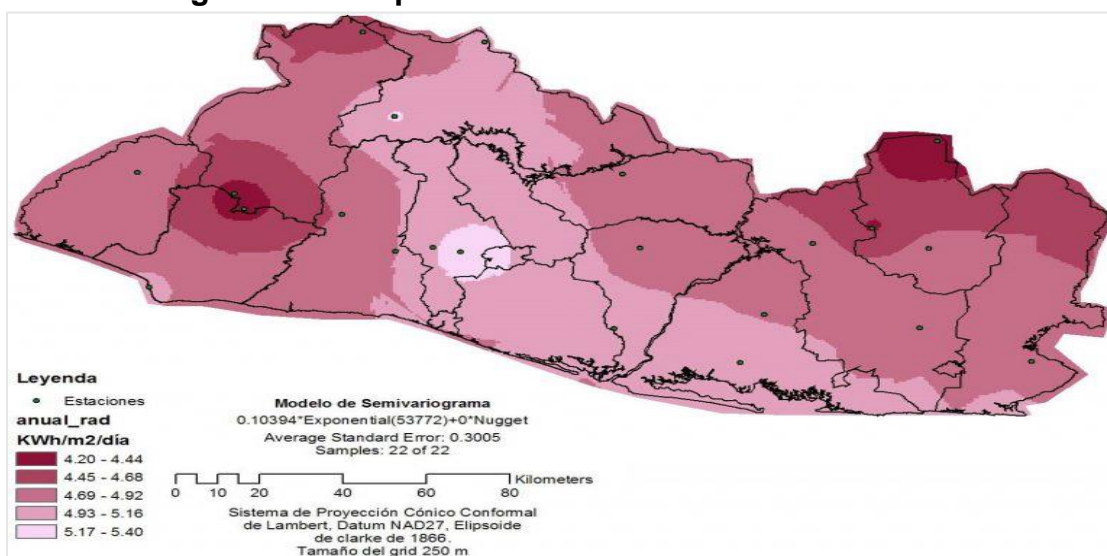 Leyenda
Estaciones
anual_rad
KWh/m2/día
4.20 - 4.44
4.45 - 4.68
4.69 - 4.92
4.93 - 5.16
5.17 - 5.40
Modelo de Semivariograma
0.10394*Exponential(53772)+0*Nugget
Average Standard Error: 0.3005
Samples: 22 of 22
Kilometers
0 10 20 40 60 80
Sistema de Proyección Cónico Conformal
de Lambert, Datum NAD27, Elipsoide
de clarke de 1866.
Tamaño del grid 250 m